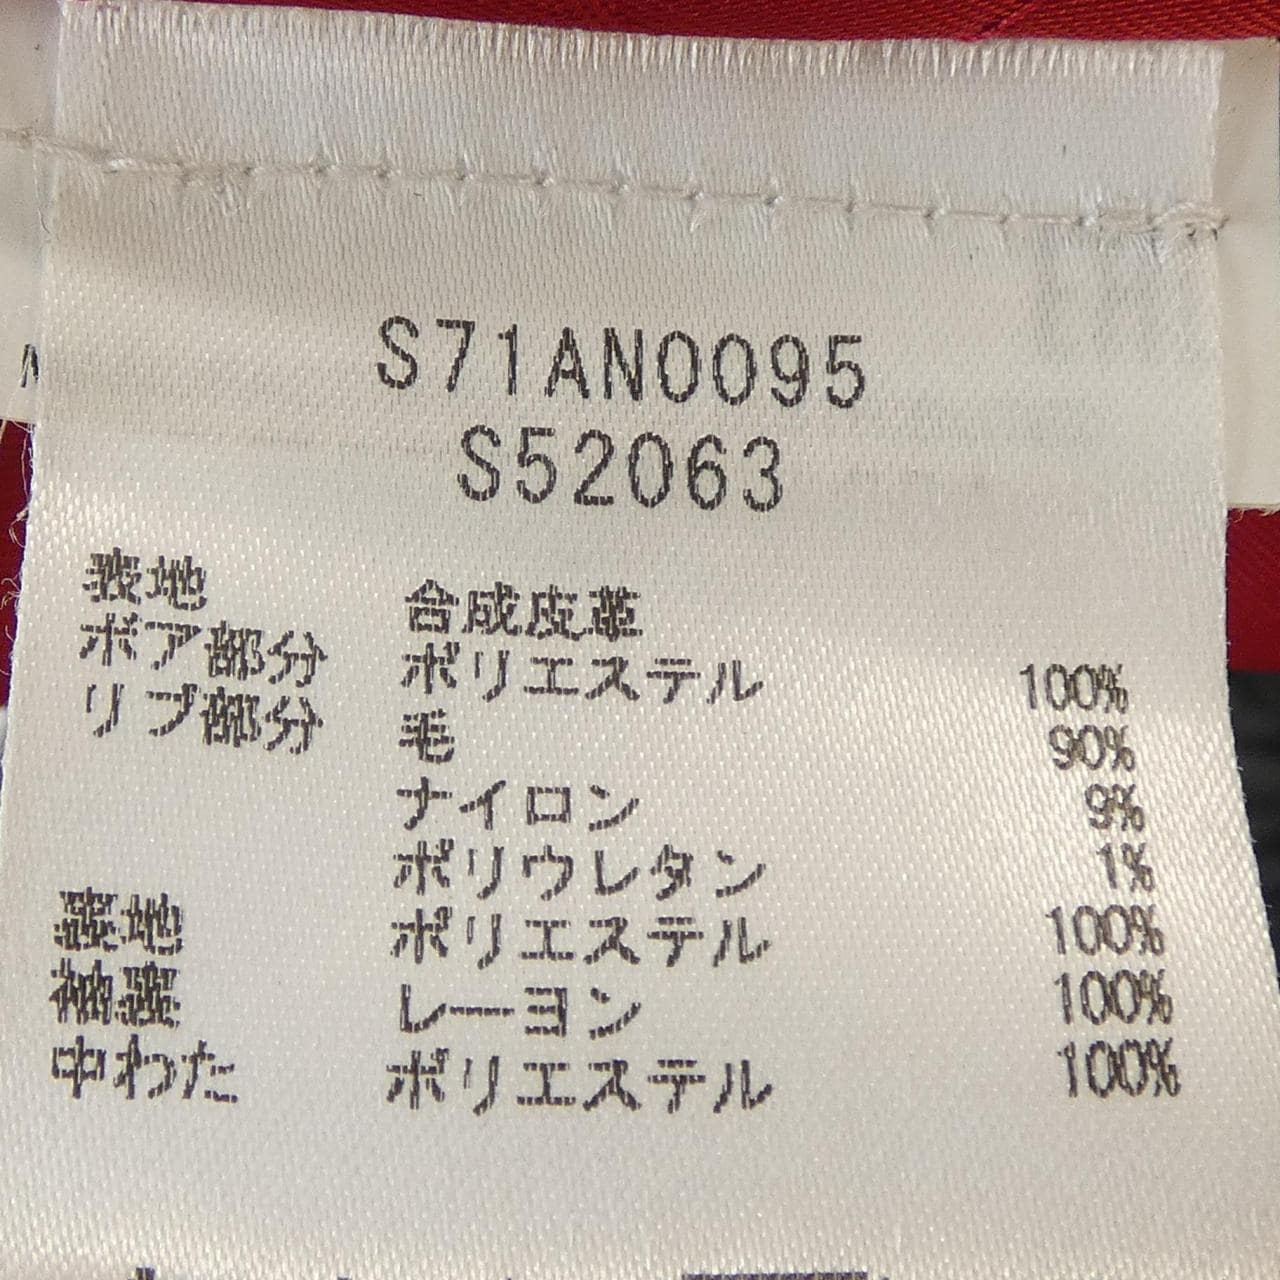 S71AN0095
S52063
表地 合成皮革
ボア部分 ポリエステル 100%
リブ部分 毛 90%
ナイロン 9%
ポリウレタン 1%
裏地 ポリエステル 100%
袖裏 レーヨン 100%
中わた ポリエステル 100%